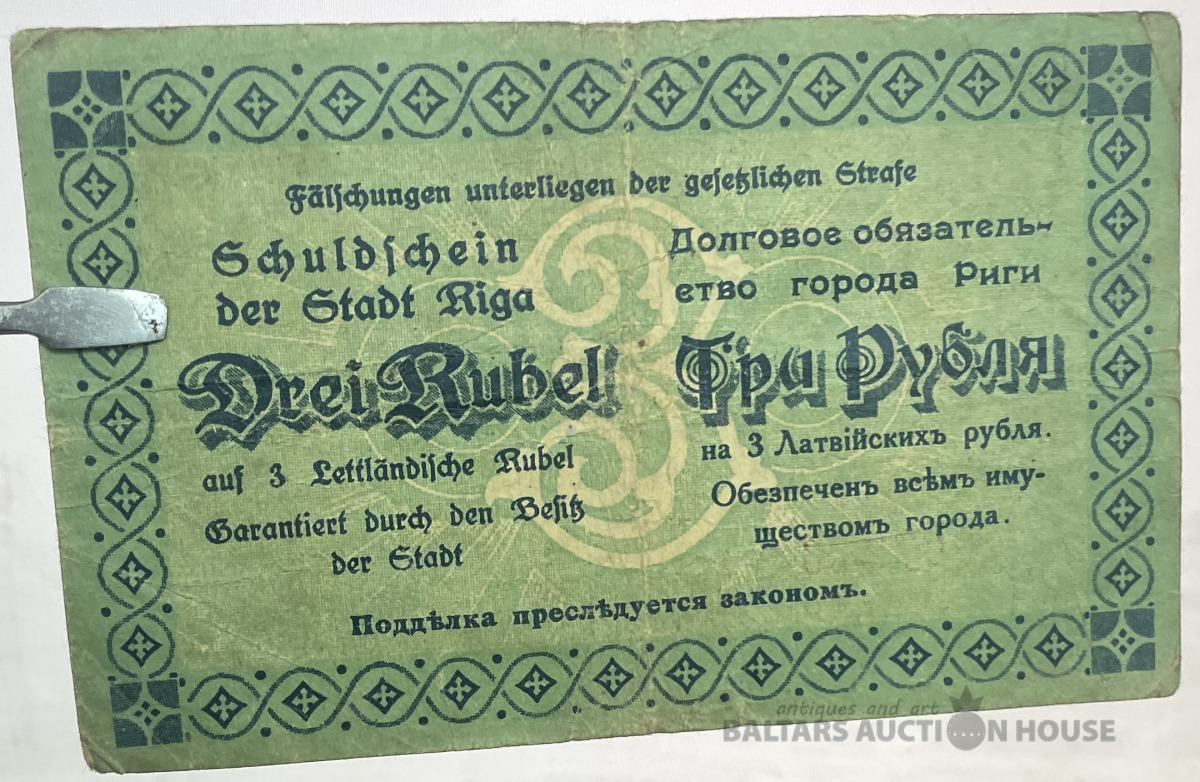 Fälschungen unterliegen der gesetzlichen Strafe
Schuldschein
der Stadt Riga
Drei Rubel
auf 3 Lettländische Rubel
Garantiert durch den Besitz
der Stadt
Долговое обязатель-
ство города Риги
Три Рубля
на 3 Латвійскихъ рубля.
Обезпеченъ всѣмъ иму-
ществомъ города.
Поддѣлка преслѣдуется закономъ.
3
antiques and art
BALTARS AUCTION HOUSE